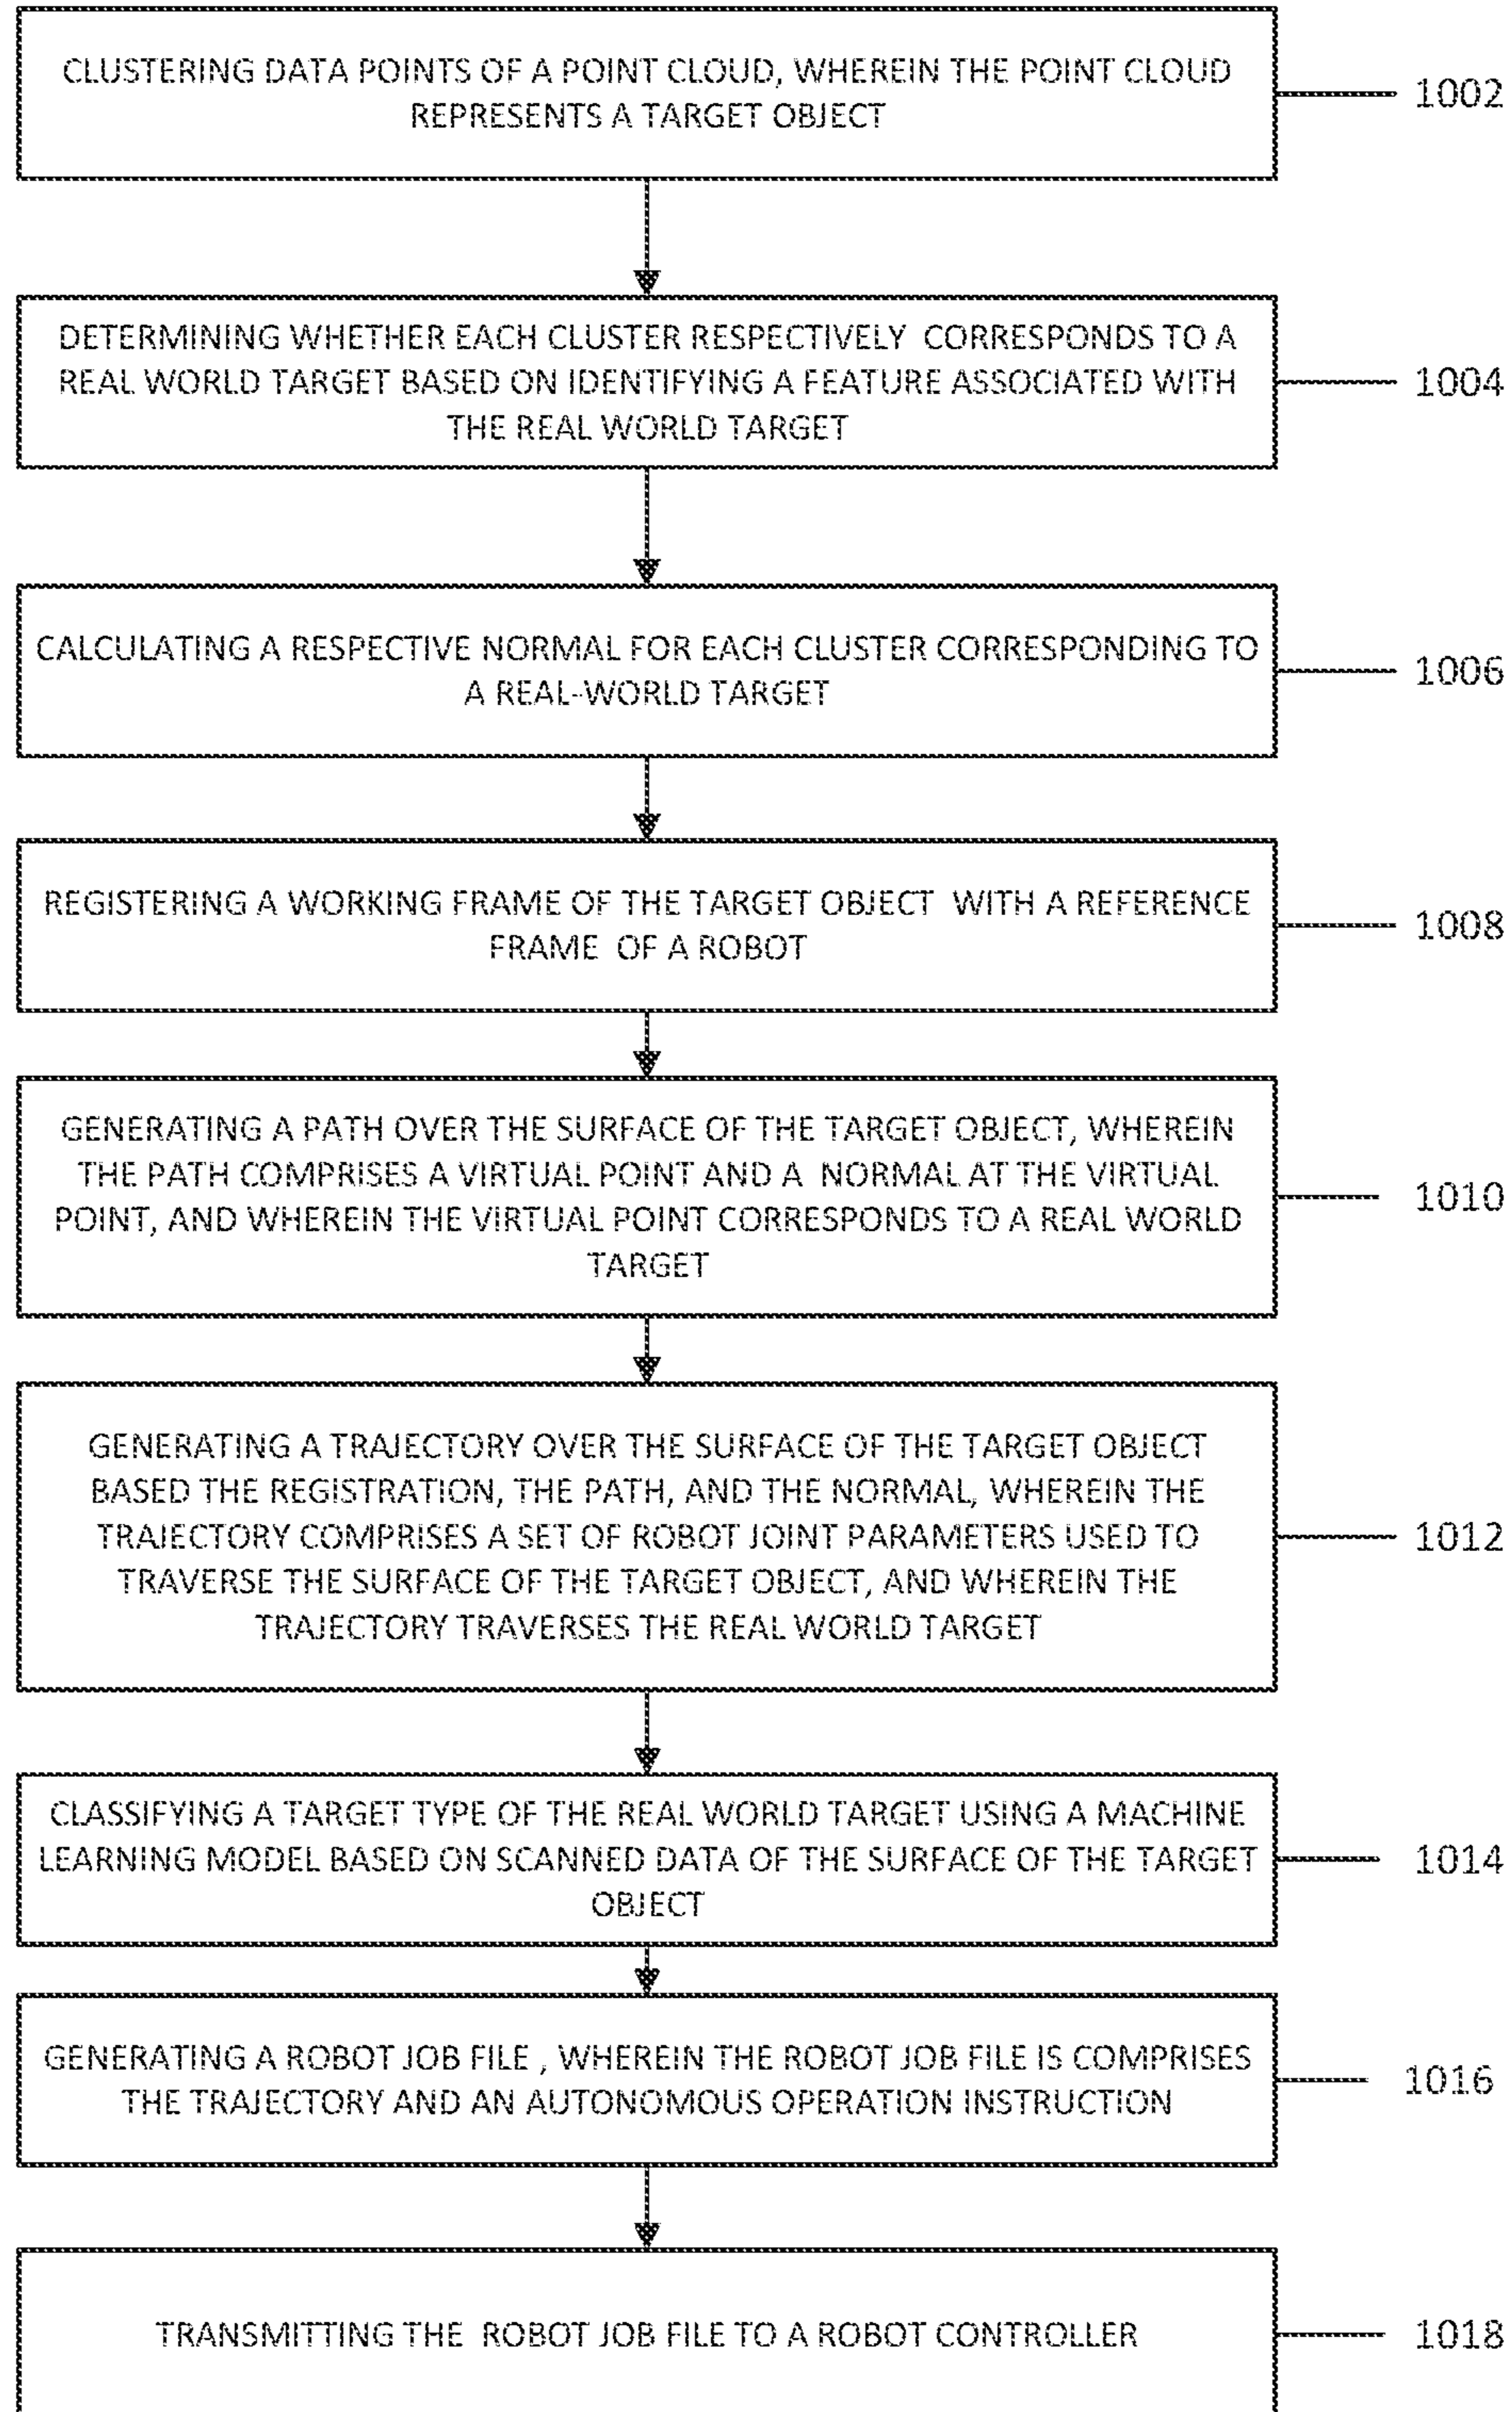 CLUSTERING DATA POINTS OF A POINT CLOUD, WHEREIN THE POINT CLOUD
REPRESENTS A TARGET OBJECT
1002
DETERMINING WHETHER EACH CLUSTER RESPECTIVELY CORRESPONDS TO A
REAL WORLD TARGET BASED ON IDENTIFYING A FEATURE ASSOCIATED WITH
THE REAL WORLD TARGET
1004
CALCULATING A RESPECTIVE NORMAL FOR EACH CLUSTER CORRESPONDING TO
A REAL-WORLD TARGET
1006
REGISTERING A WORKING FRAME OF THE TARGET OBJECT WITH A REFERENCE
FRAME OF A ROBOT
1008
GENERATING A PATH OVER THE SURFACE OF THE TARGET OBJECT, WHEREIN
THE PATH COMPRISES A VIRTUAL POINT AND A NORMAL AT THE VIRTUAL
POINT, AND WHEREIN THE VIRTUAL POINT CORRESPONDS TO A REAL WORLD
TARGET
1010
GENERATING A TRAJECTORY OVER THE SURFACE OF THE TARGET OBJECT
BASED THE REGISTRATION, THE PATH, AND THE NORMAL, WHEREIN THE
TRAJECTORY COMPRISES A SET OF ROBOT JOINT PARAMETERS USED TO
TRAVERSE THE SURFACE OF THE TARGET OBJECT, AND WHEREIN THE
TRAJECTORY TRAVERSES THE REAL WORLD TARGET
1012
CLASSIFYING A TARGET TYPE OF THE REAL WORLD TARGET USING A MACHINE
LEARNING MODEL BASED ON SCANNED DATA OF THE SURFACE OF THE TARGET
OBJECT
1014
GENERATING A ROBOT JOB FILE , WHEREIN THE ROBOT JOB FILE IS COMPRISES
THE TRAJECTORY AND AN AUTONOMOUS OPERATION INSTRUCTION
1016
TRANSMITTING THE ROBOT JOB FILE TO A ROBOT CONTROLLER
1018